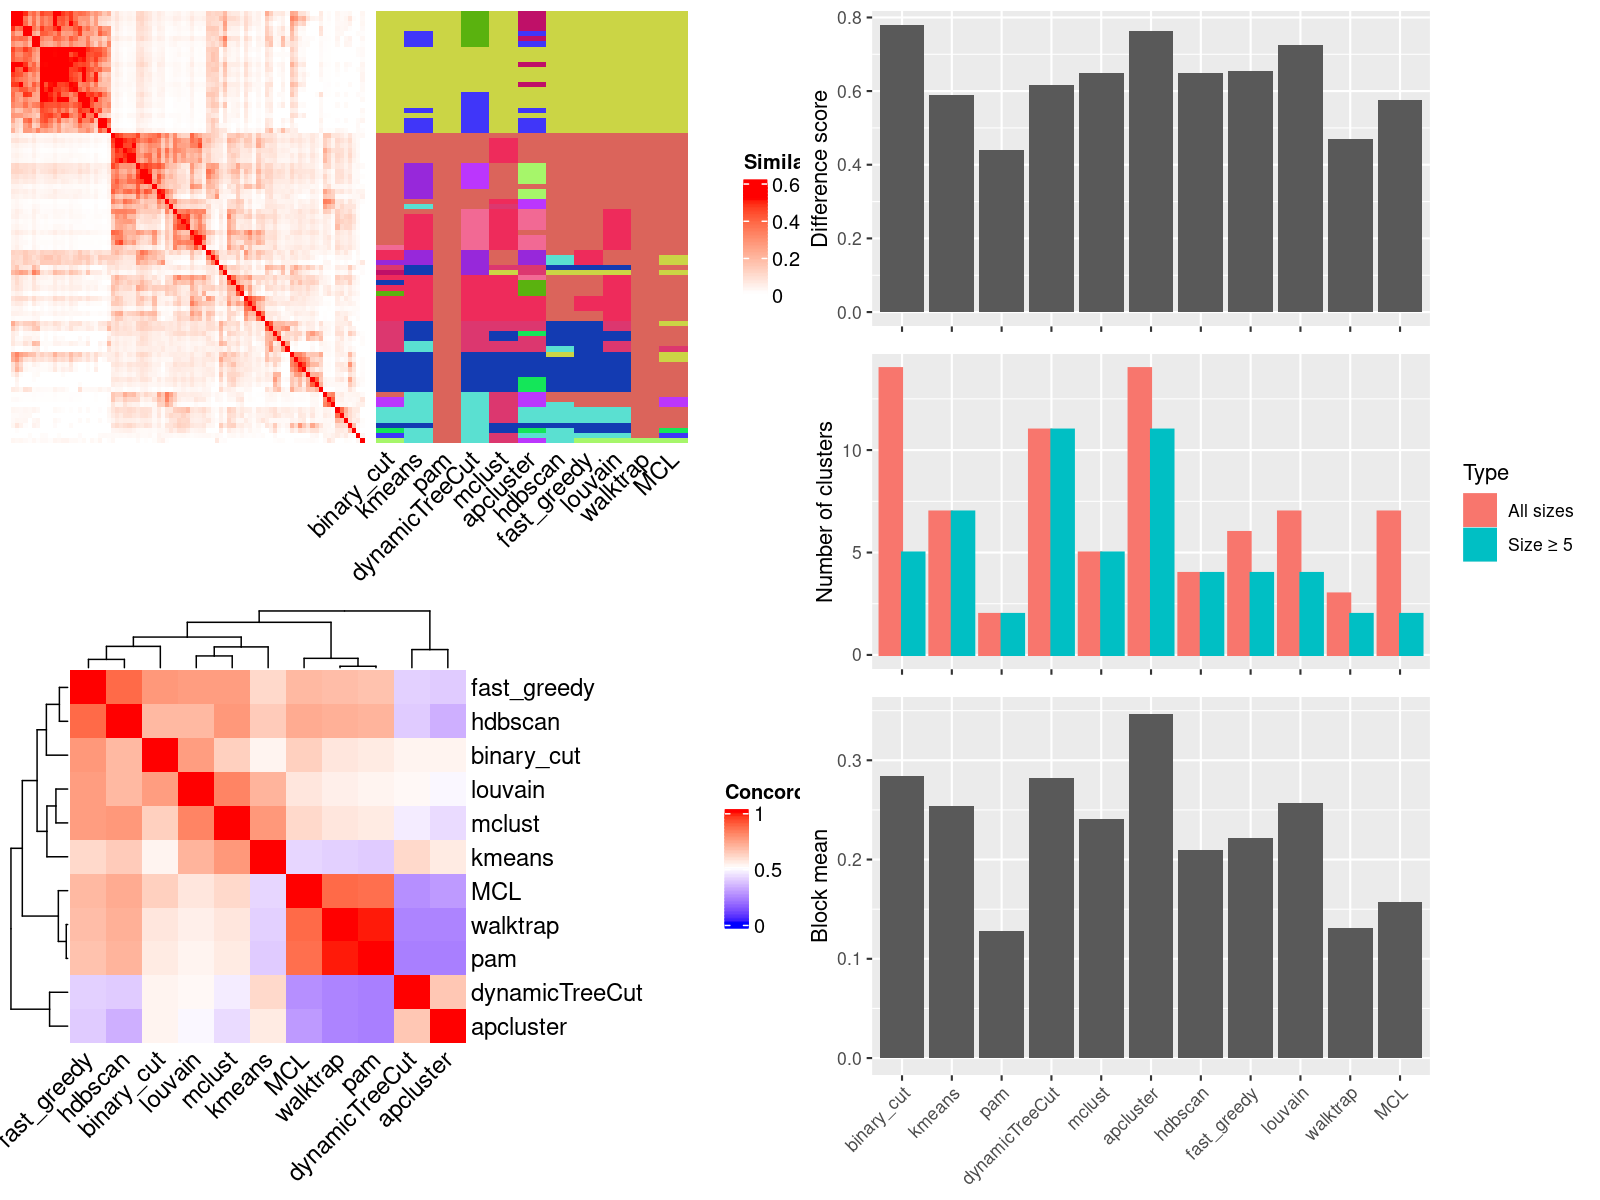 Simila
0.6
0.4
0.2
0
binary_cut
kmeans
pam
dynamicTreeCut
mclust
apcluster
hdbscan
fast_greedy
louvain
walktrap
MCL
fast_greedy
hdbscan
binary_cut
louvain
mclust
kmeans
MCL
walktrap
pam
dynamicTreeCut
apcluster
fast_greedy
hdbscan
binary_cut
louvain
mclust
kmeans
MCL
walktrap
pam
dynamicTreeCut
apcluster
Concord
1
0.5
0
Difference score
0.8
0.6
0.4
0.2
0.0
Number of clusters
10
5
0
Type
All sizes
Size ≥ 5
Block mean
0.3
0.2
0.1
0.0
binary_cut
kmeans
pam
dynamicTreeCut
mclust
apcluster
hdbscan
fast_greedy
louvain
walktrap
MCL